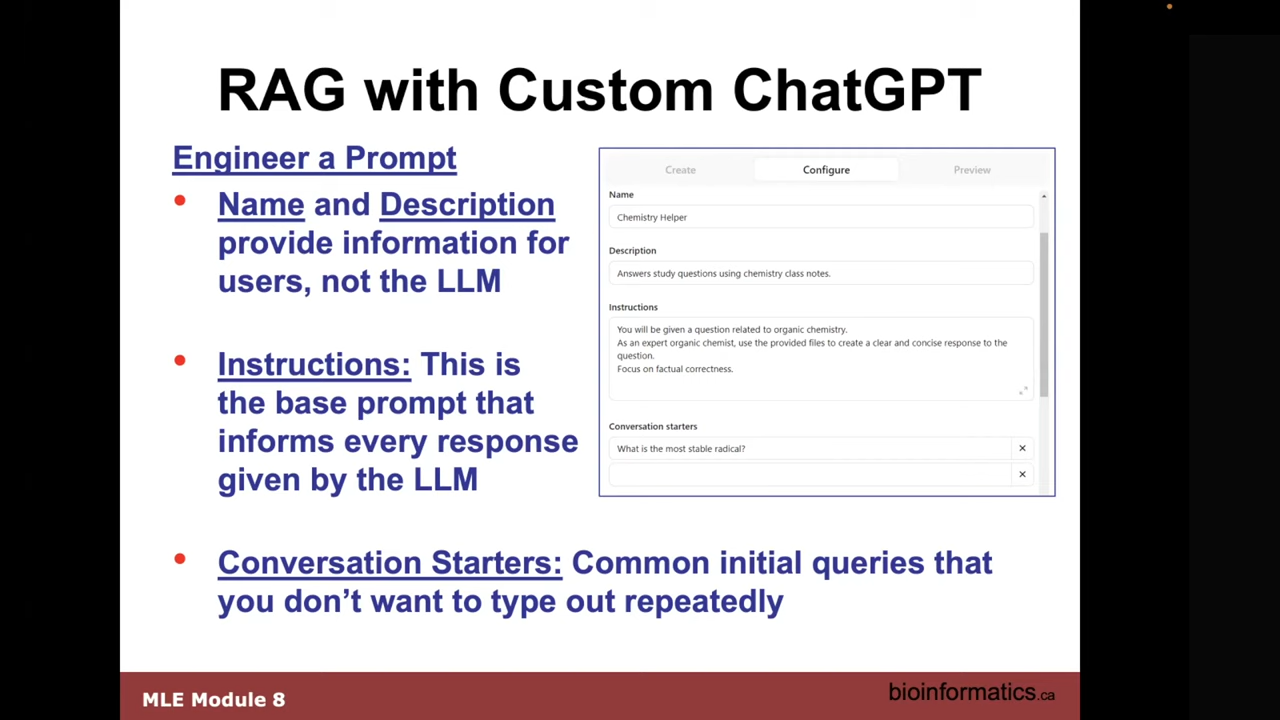 RAG with Custom ChatGPT
Engineer a Prompt
• Name and Description
provide information for
users, not the LLM
• Instructions: This is
the base prompt that
informs every response
given by the LLM
• Conversation Starters: Common initial queries that
you don’t want to type out repeatedly
Create Configure Preview
Name
Chemistry Helper
Description
Answers study questions using chemistry class notes.
Instructions
You will be given a question related to organic chemistry.
As an expert organic chemist, use the provided files to create a clear and concise response to the
question.
Focus on factual correctness.
Conversation starters
What is the most stable radical?
MLE Module 8
bioinformatics.ca